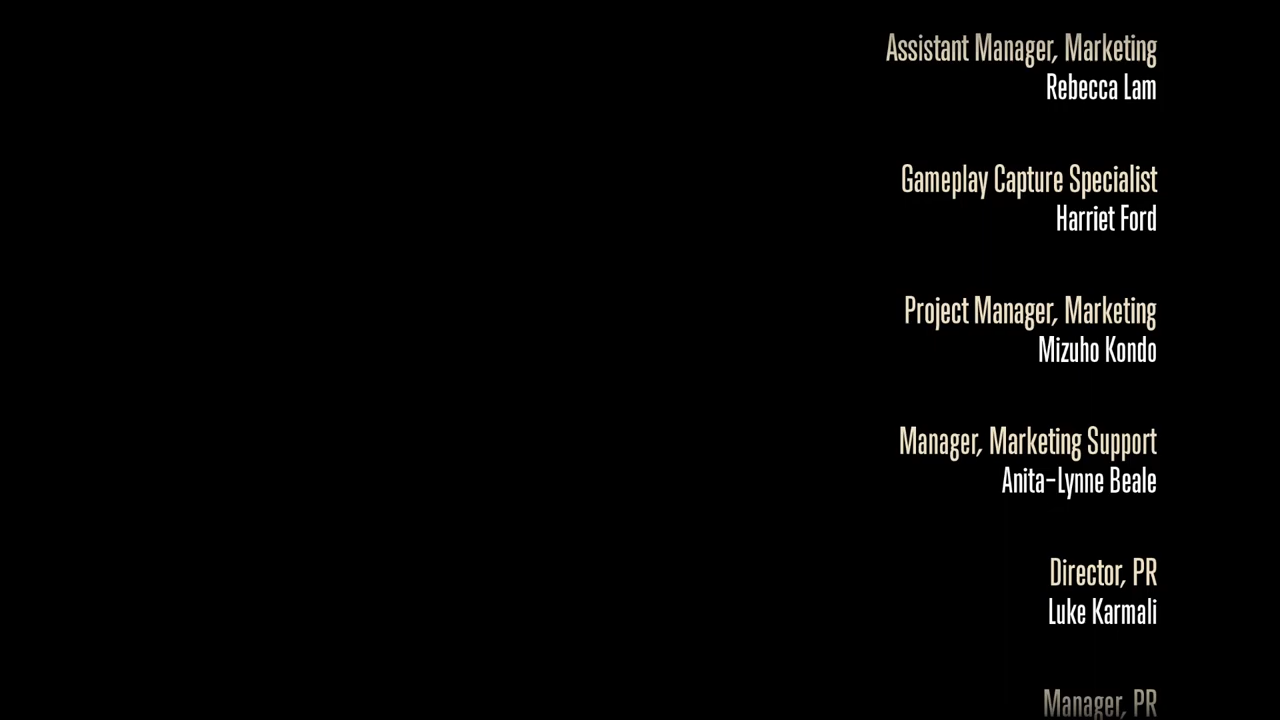 Assistant Manager, Marketing
Rebecca Lam
Gameplay Capture Specialist
Harriet Ford
Project Manager, Marketing
Mizuho Kondo
Manager, Marketing Support
Anita-Lynne Beale
Director, PR
Luke Karmali
Manager, PR